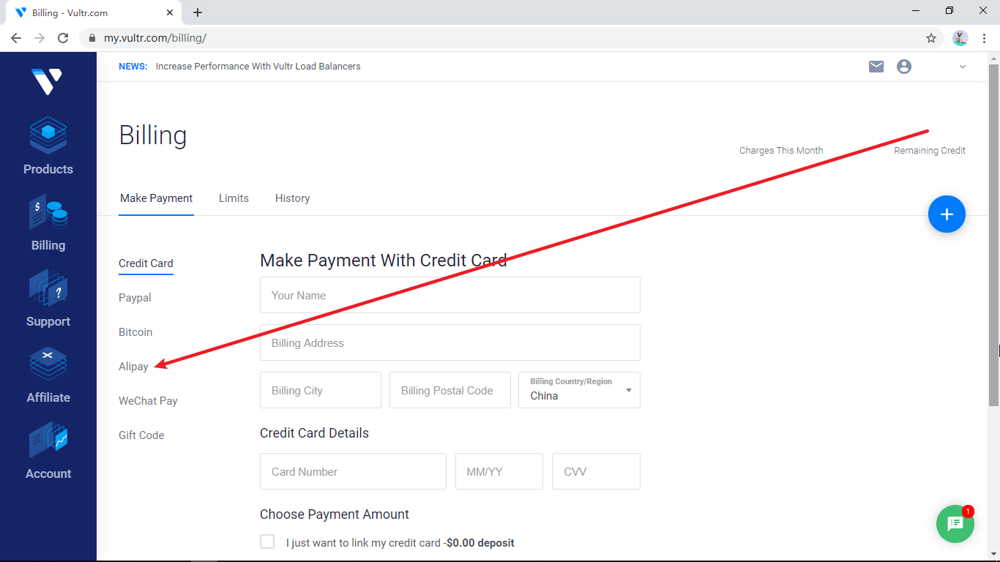 Billing - Vultr.com
my.vultr.com/billing/
NEWS: Increase Performance With Vultr Load Balancers
Products
Billing
Support
Affiliate
Account
Billing
Charges This Month
Remaining Credit
Make Payment
Limits
History
Credit Card
Paypal
Bitcoin
Alipay
WeChat Pay
Gift Code
Make Payment With Credit Card
Your Name
Billing Address
Billing City
Billing Postal Code
Billing Country/Region
China
Credit Card Details
Card Number
MM/YY
CVV
Choose Payment Amount
I just want to link my credit card -$0.00 deposit
1